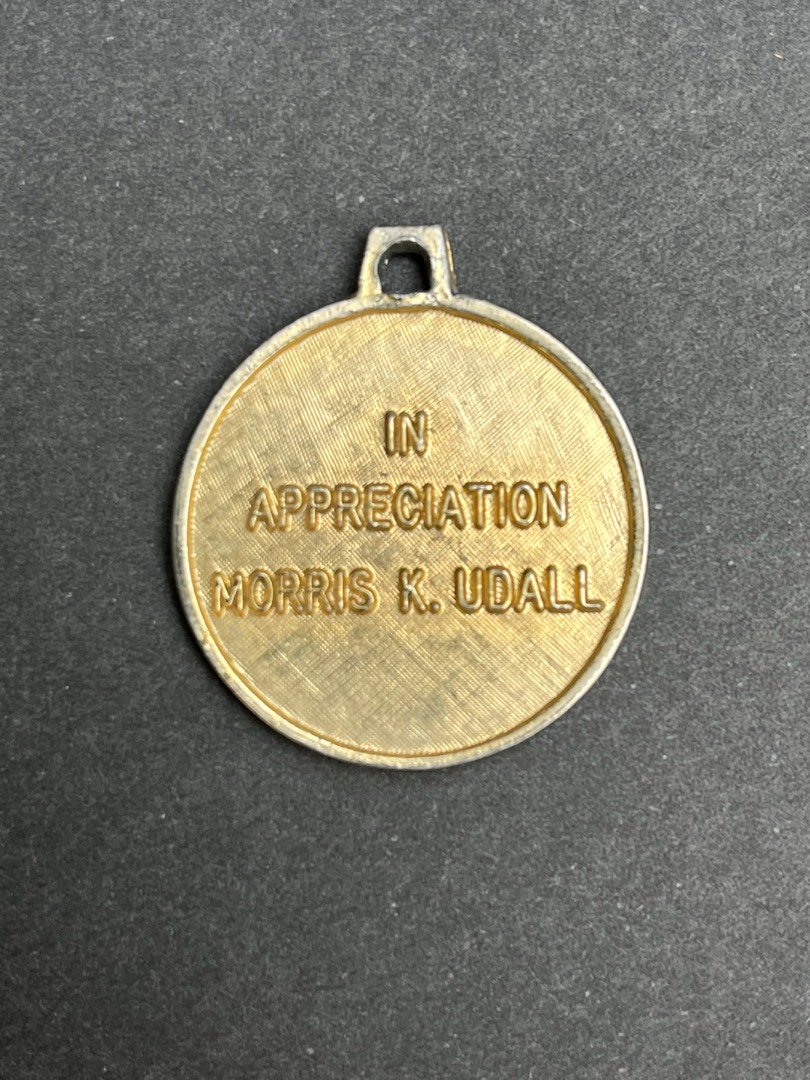 IN
APPRECIATION
MORRIS K. UDALL